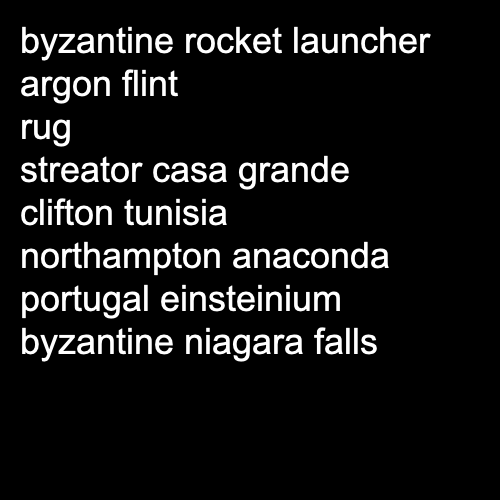 byzantine rocket launcher
argon flint
rug
streator casa grande
clifton tunisia
northampton anaconda
portugal einsteinium
byzantine niagara falls